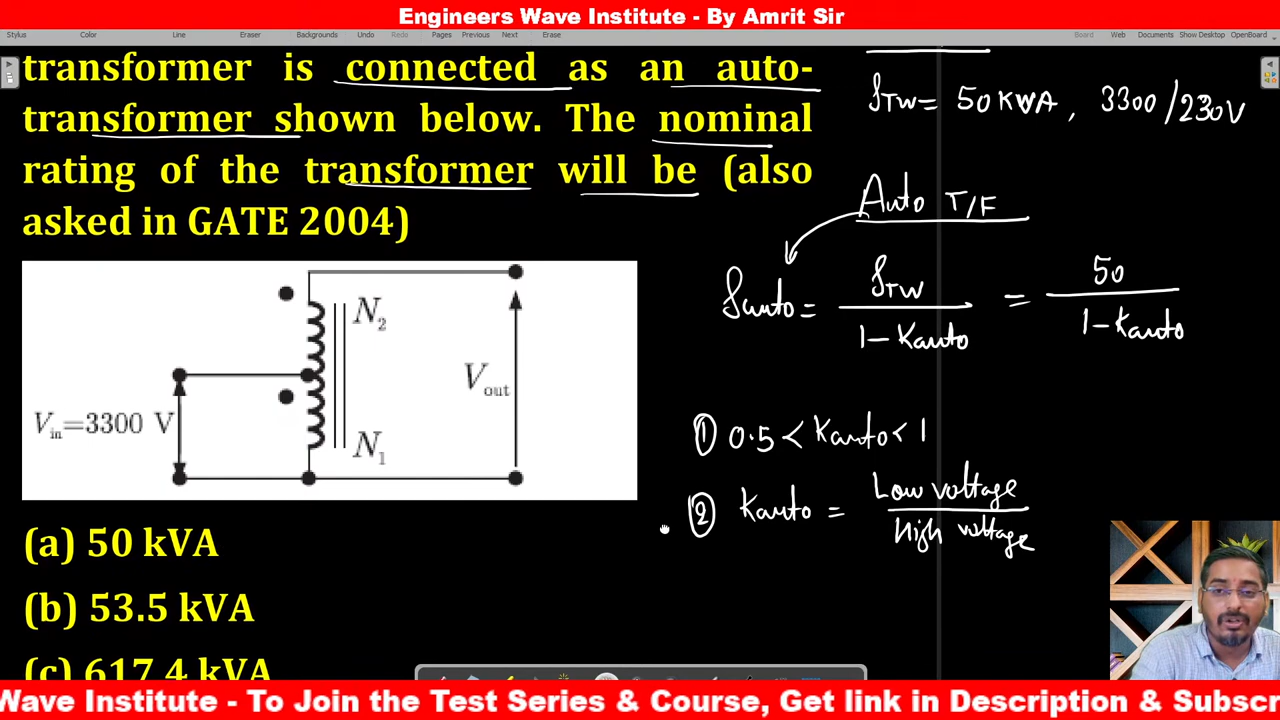 Engineers Wave Institute - By Amrit Sir
Stylus Color Line Eraser Backgrounds Undo Redo Pages Previous Next Erase Board Web Documents Show Desktop OpenBoard
transformer is connected as an auto-
transformer shown below. The nominal
rating of the transformer will be (also
asked in GATE 2004)
N2
Vin=3300 V
Vout
N1
(a) 50 kVA
(b) 53.5 kVA
(c) 617.4 kVA
STW = 50 KVA, 3300/230V
Auto T/F
Sauto = STW / 1-Kauto = 50 / 1-Kauto
① 0.5 < Kauto < 1
② Kauto = Low voltage / High voltage
Wave Institute - To Join the Test Series & Course, Get link in Description & Subscr